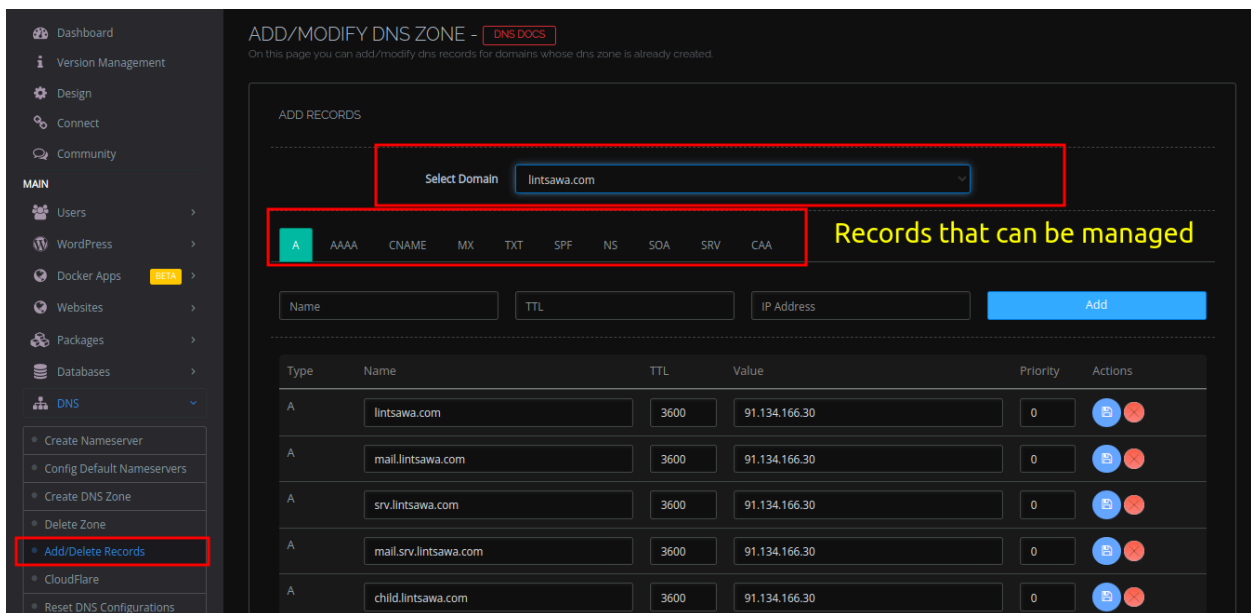 Dashboard
Version Management
Design
Connect
Community
MAIN
Users
WordPress
Docker Apps BETA
Websites
Packages
Databases
DNS
Create Nameserver
Config Default Nameservers
Create DNS Zone
Delete Zone
Add/Delete Records
CloudFlare
Reset DNS Configurations
ADD/MODIFY DNS ZONE - DNS DOCS
On this page you can add/modify dns records for domains whose dns zone is already created.
ADD RECORDS
Select Domain lintsawa.com
A AAAA CNAME MX TXT SPF NS SOA SRV CAA
Records that can be managed
Name TTL IP Address Add
Type Name TTL Value Priority Actions
A lintsawa.com 3600 91.134.166.30 0
A mail.lintsawa.com 3600 91.134.166.30 0
A srv.lintsawa.com 3600 91.134.166.30 0
A mail.srv.lintsawa.com 3600 91.134.166.30 0
A child.lintsawa.com 3600 91.134.166.30 0